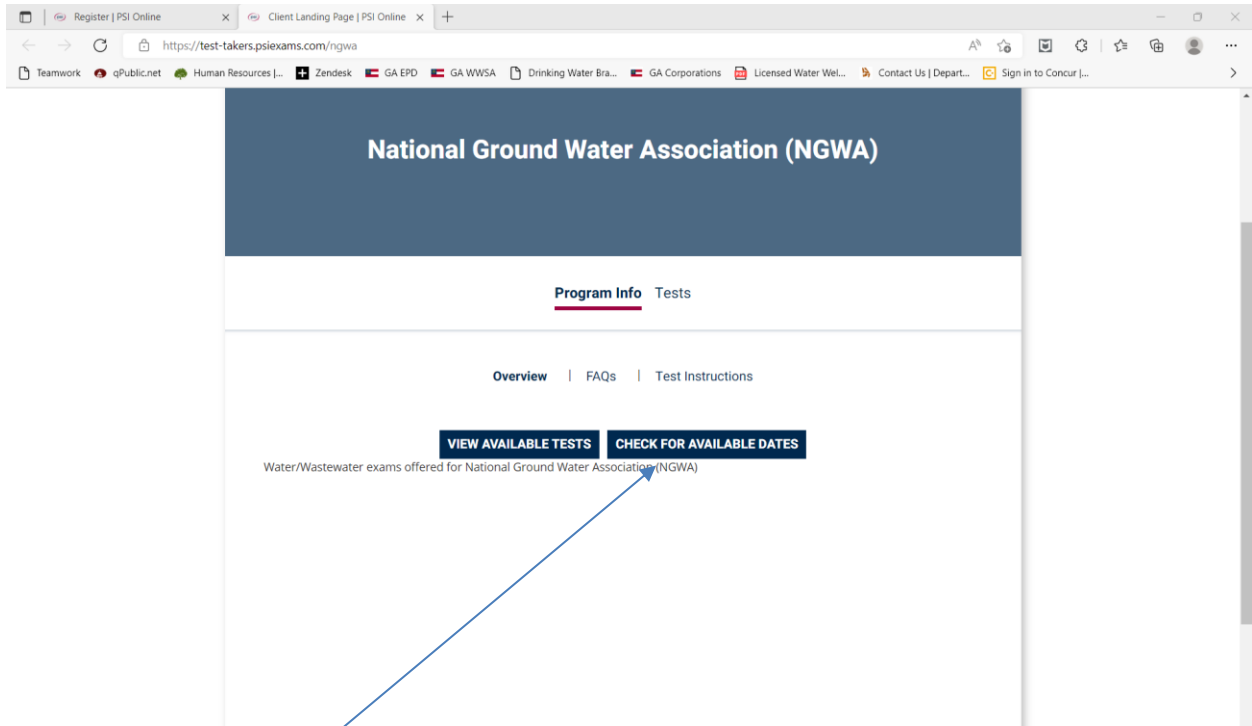 Register | PSI Online
Client Landing Page | PSI Online
https://test-takers.psiexams.com/ngwa
Teamwork qPublic.net Human Resources |... Zendesk GA EPD GA WWSA Drinking Water Bra... GA Corporations Licensed Water Wel... Contact Us | Depart... Sign in to Concur |...
National Ground Water Association (NGWA)
Program Info Tests
Overview | FAQs | Test Instructions
VIEW AVAILABLE TESTS CHECK FOR AVAILABLE DATES
Water/Wastewater exams offered for National Ground Water Association (NGWA)